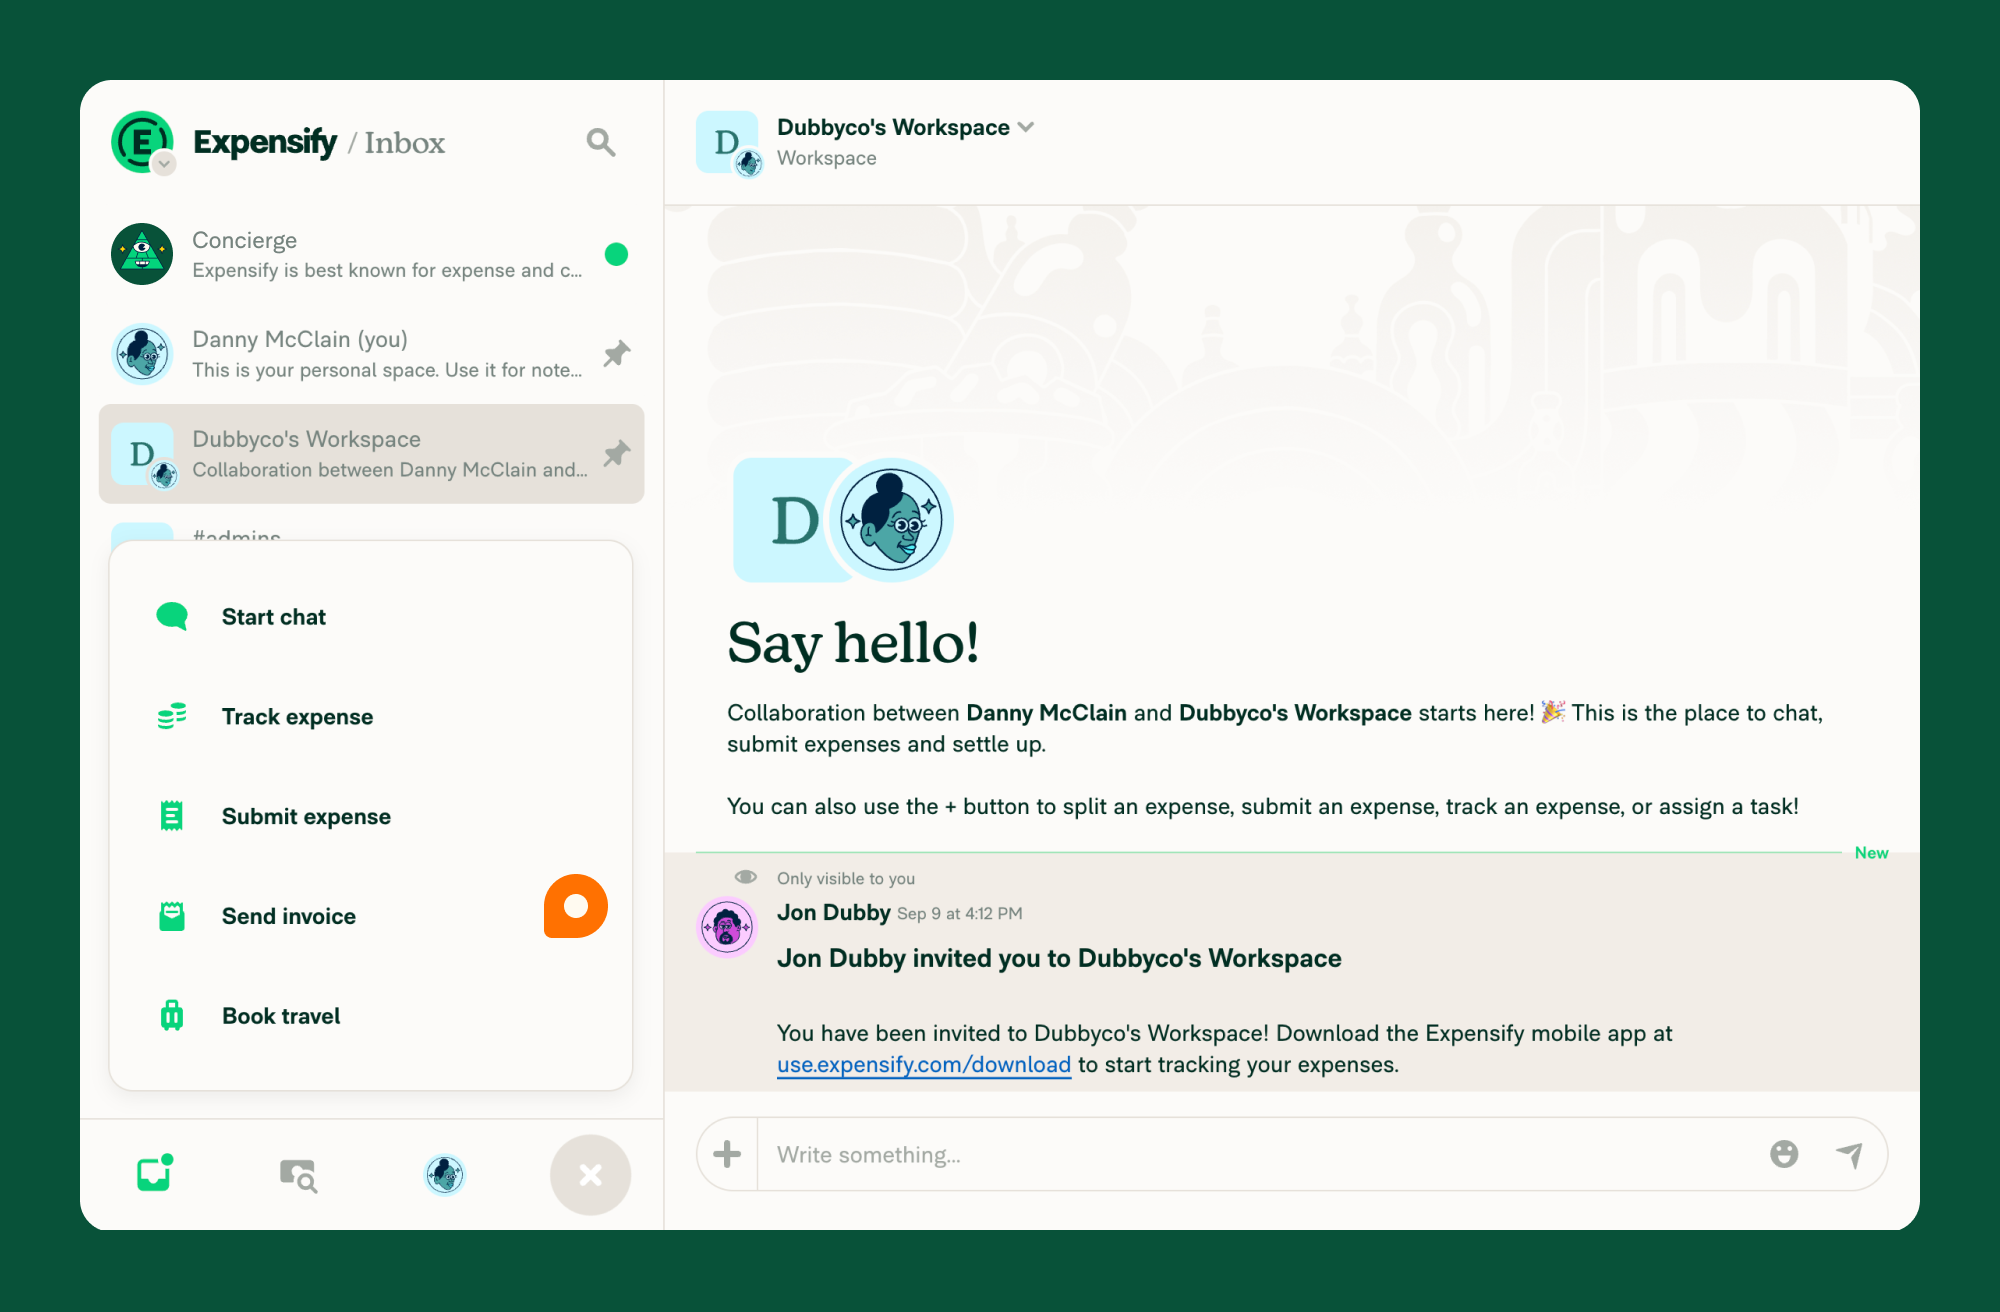 Expensify / Inbox
Concierge
Expensify is best known for expense and c...
Danny McClain (you)
This is your personal space. Use it for note...
D
Dubbyco's Workspace
Collaboration between Danny McClain and...
#admins
Start chat
Track expense
Submit expense
Send invoice
Book travel
D
Dubbyco's Workspace
Workspace
D
Say hello!
Collaboration between Danny McClain and Dubbyco's Workspace starts here! 🎉 This is the place to chat,
submit expenses and settle up.
You can also use the + button to split an expense, submit an expense, track an expense, or assign a task!
New
Only visible to you
Jon Dubby Sep 9 at 4:12 PM
Jon Dubby invited you to Dubbyco's Workspace
You have been invited to Dubbyco's Workspace! Download the Expensify mobile app at
use.expensify.com/download to start tracking your expenses.
Write something...